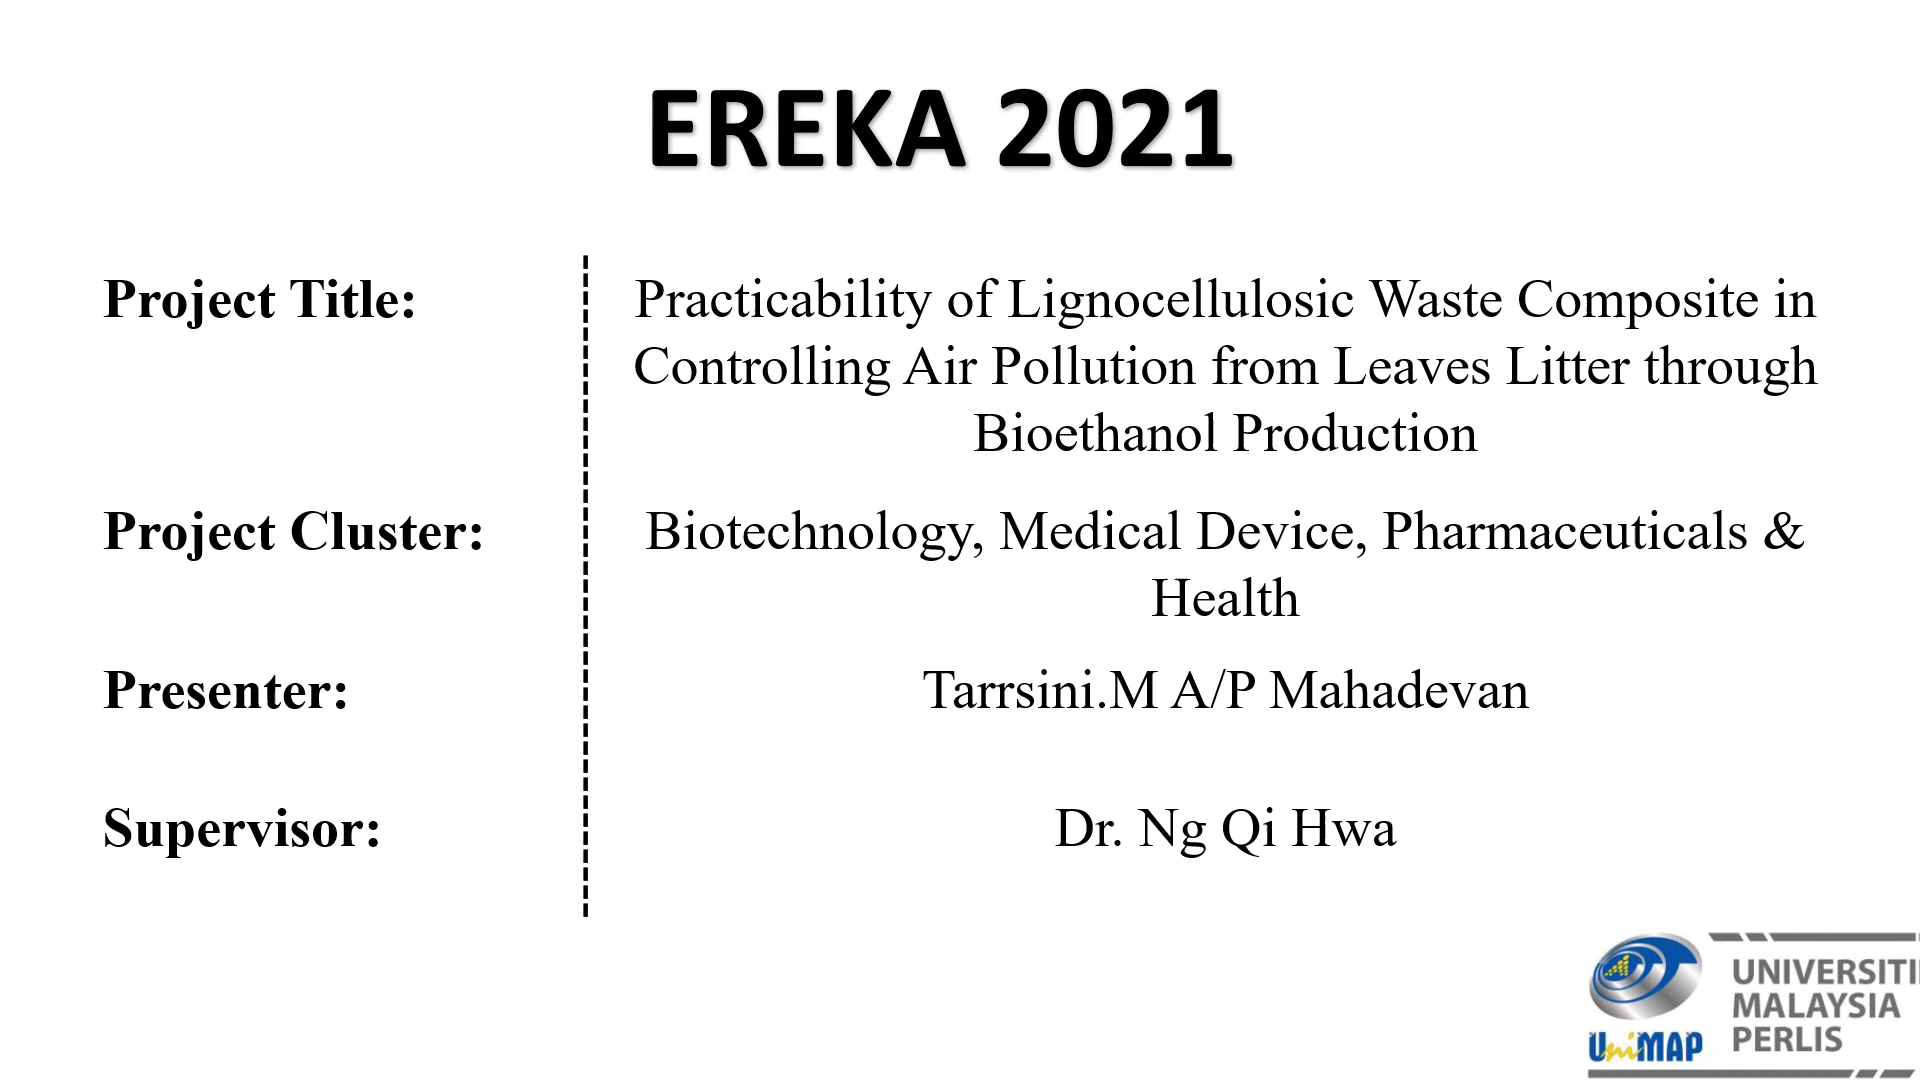 EREKA 2021
Project Title:
Practicability of Lignocellulosic Waste Composite in
Controlling Air Pollution from Leaves Litter through
Bioethanol Production
Project Cluster:
Biotechnology, Medical Device, Pharmaceuticals &
Health
Presenter:
Tarrsini.M A/P Mahadevan
Supervisor:
Dr. Ng Qi Hwa
UniMAP
UNIVERSITI
MALAYSIA
PERLIS